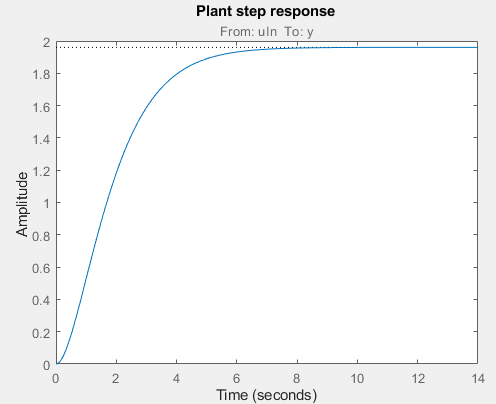 Plant step response
From: uIn To: y
Amplitude
2
1.8
1.6
1.4
1.2
1
0.8
0.6
0.4
0.2
0
0 2 4 6 8 10 12 14
Time (seconds)